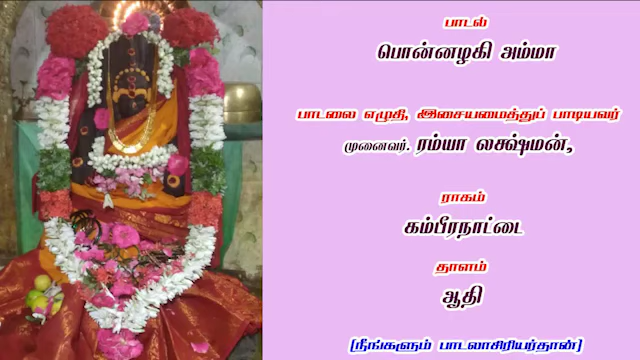 பாடல்
பொன்னழகி அம்மா
பாடலை எழுதி, இசையமைத்துப் பாடியவர்
முனைவர். ரம்யா லக்ஷ்மன்,
ராகம்
கம்பீரநாட்டை
தாளம்
ஆதி
[நீங்களும் பாடலாசிரியர்தான்]